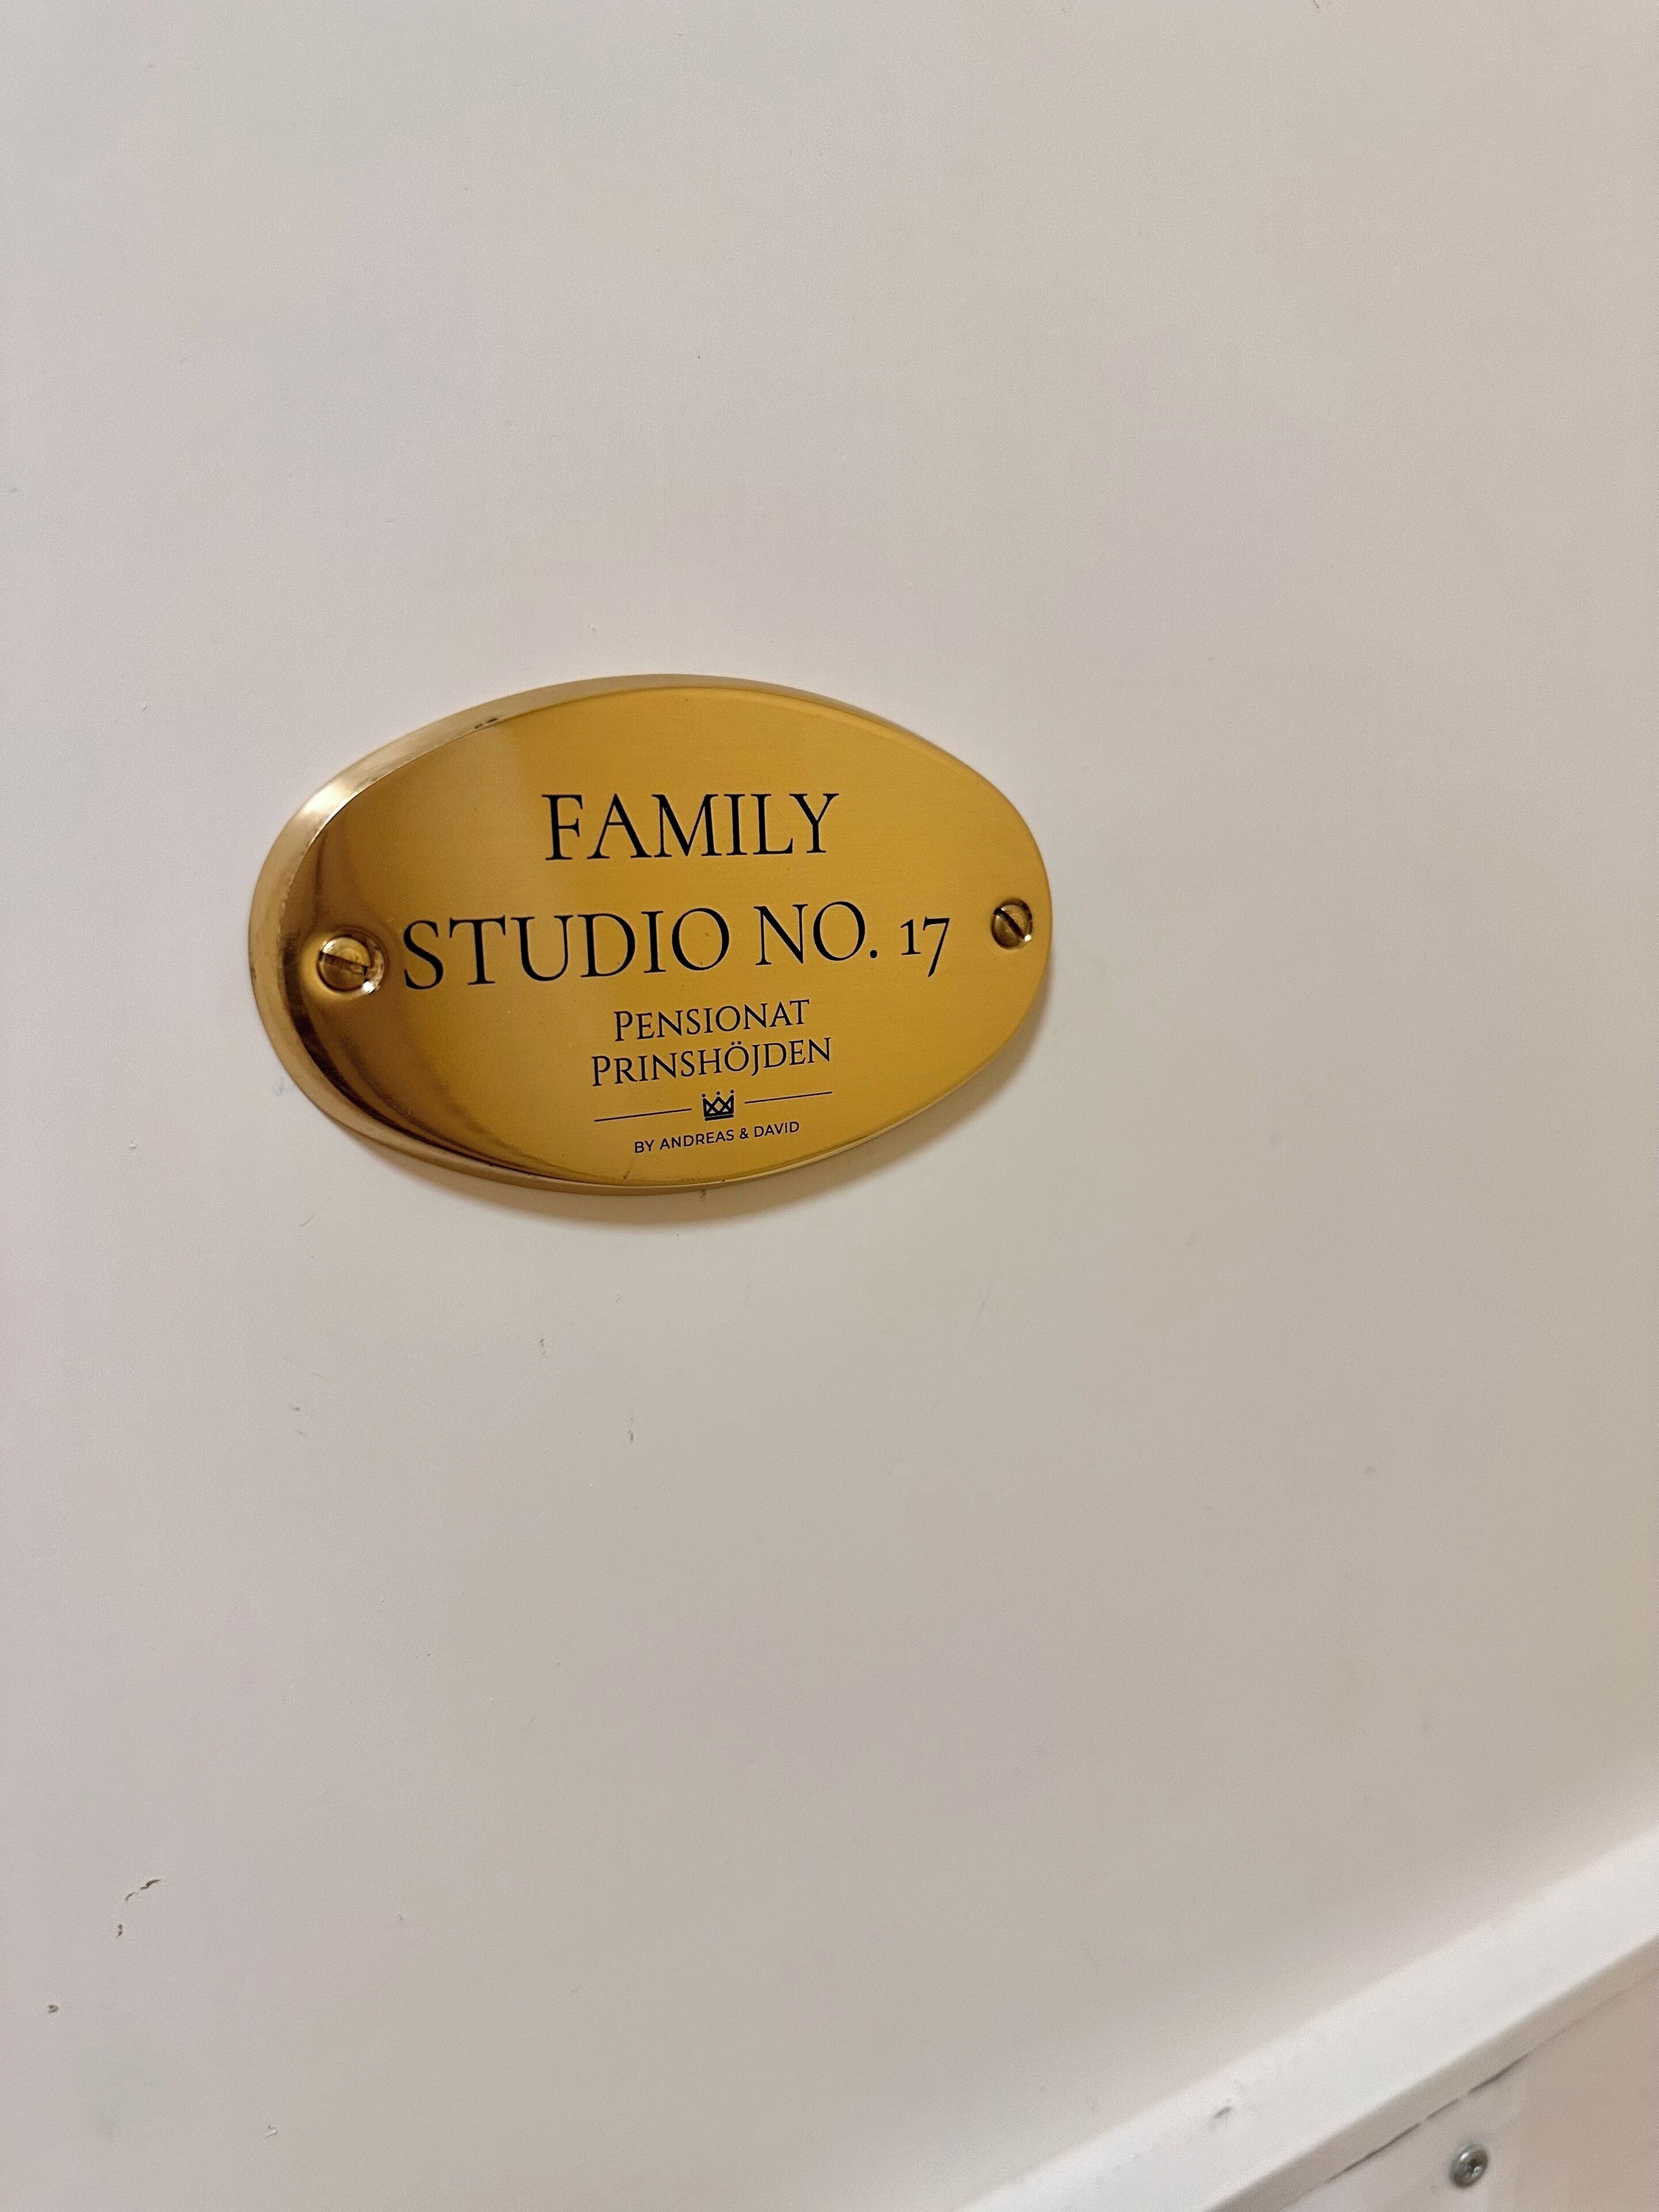 FAMILY
STUDIO NO. 17
PENSIONAT
PRINSHÖJDEN
BY ANDREAS & DAVID